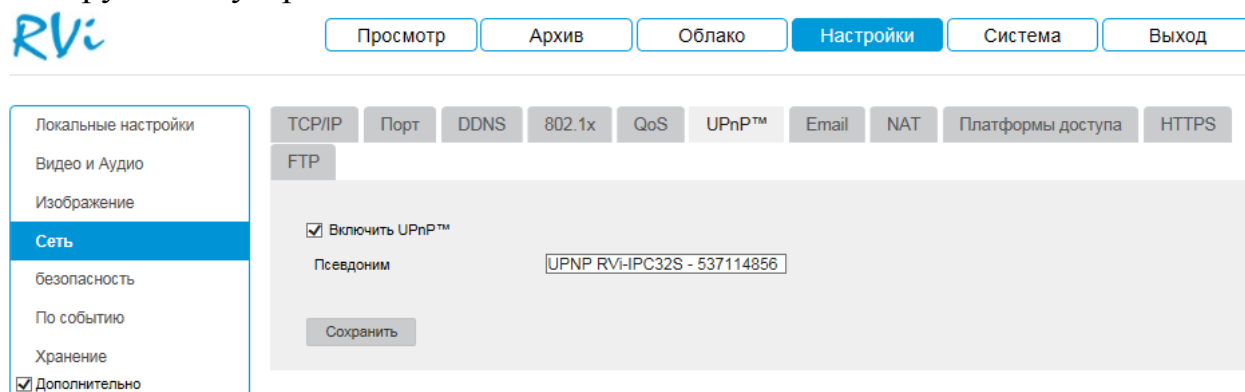 RVi
Просмотр Архив Облако Настройки Система Выход
Локальные настройки
Видео и Аудио
Изображение
Сеть
безопасность
По событию
Хранение
Дополнительно
TCP/IP Порт DDNS 802.1x QoS UPnP™ Email NAT Платформы доступа HTTPS
FTP
Включить UPnP™
Псевдоним UPNP RVi-IPC32S - 537114856
Сохранить